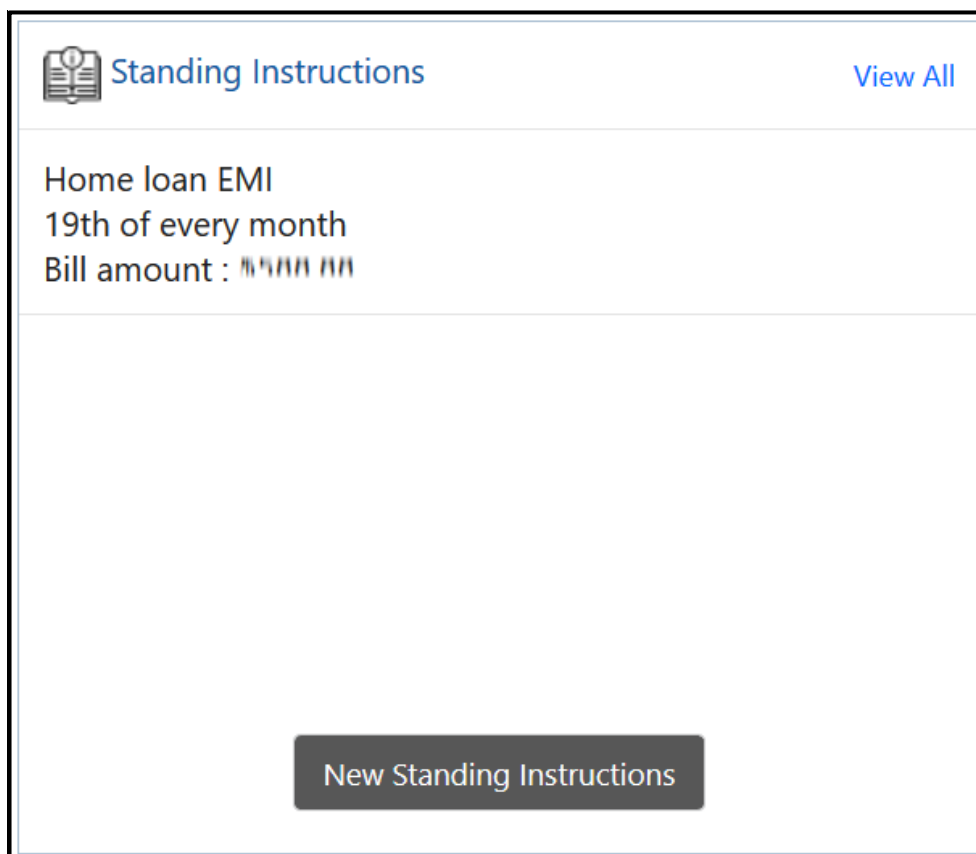 Standing Instructions
View All
Home loan EMI
19th of every month
Bill amount :
New Standing Instructions